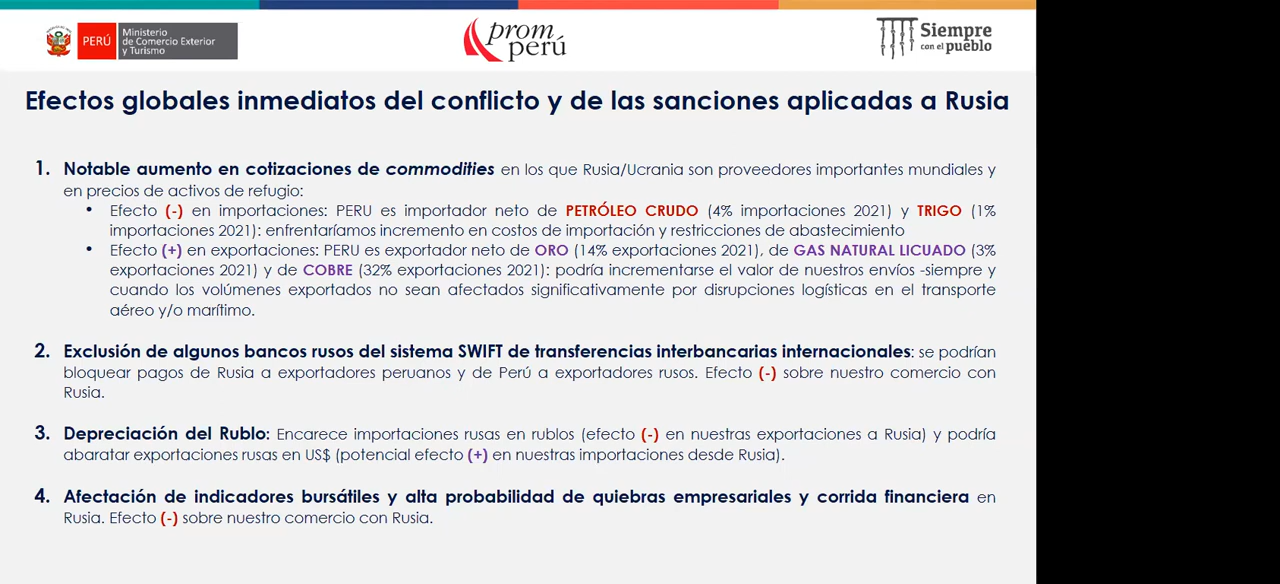 PERÚ
Ministerio
de Comercio Exterior
y Turismo
prom
perú
Siempre
con el pueblo
Efectos globales inmediatos del conflicto y de las sanciones aplicadas a Rusia
1. Notable aumento en cotizaciones de commodities en los que Rusia/Ucrania son proveedores importantes mundiales y
en precios de activos de refugio:
• Efecto (-) en importaciones: PERU es importador neto de PETRÓLEO CRUDO (4% importaciones 2021) y TRIGO (1%
importaciones 2021): enfrentaríamos incremento en costos de importación y restricciones de abastecimiento
• Efecto (+) en exportaciones: PERU es exportador neto de ORO (14% exportaciones 2021), de GAS NATURAL LICUADO (3%
exportaciones 2021) y de COBRE (32% exportaciones 2021): podría incrementarse el valor de nuestros envíos -siempre y
cuando los volúmenes exportados no sean afectados significativamente por disrupciones logísticas en el transporte
aéreo y/o marítimo.
2. Exclusión de algunos bancos rusos del sistema SWIFT de transferencias interbancarias internacionales: se podrían
bloquear pagos de Rusia a exportadores peruanos y de Perú a exportadores rusos. Efecto (-) sobre nuestro comercio con
Rusia.
3. Depreciación del Rublo: Encarece importaciones rusas en rublos (efecto (-) en nuestras exportaciones a Rusia) y podría
abaratar exportaciones rusas en US$ (potencial efecto (+) en nuestras importaciones desde Rusia).
4. Afectación de indicadores bursátiles y alta probabilidad de quiebras empresariales y corrida financiera en
Rusia. Efecto (-) sobre nuestro comercio con Rusia.